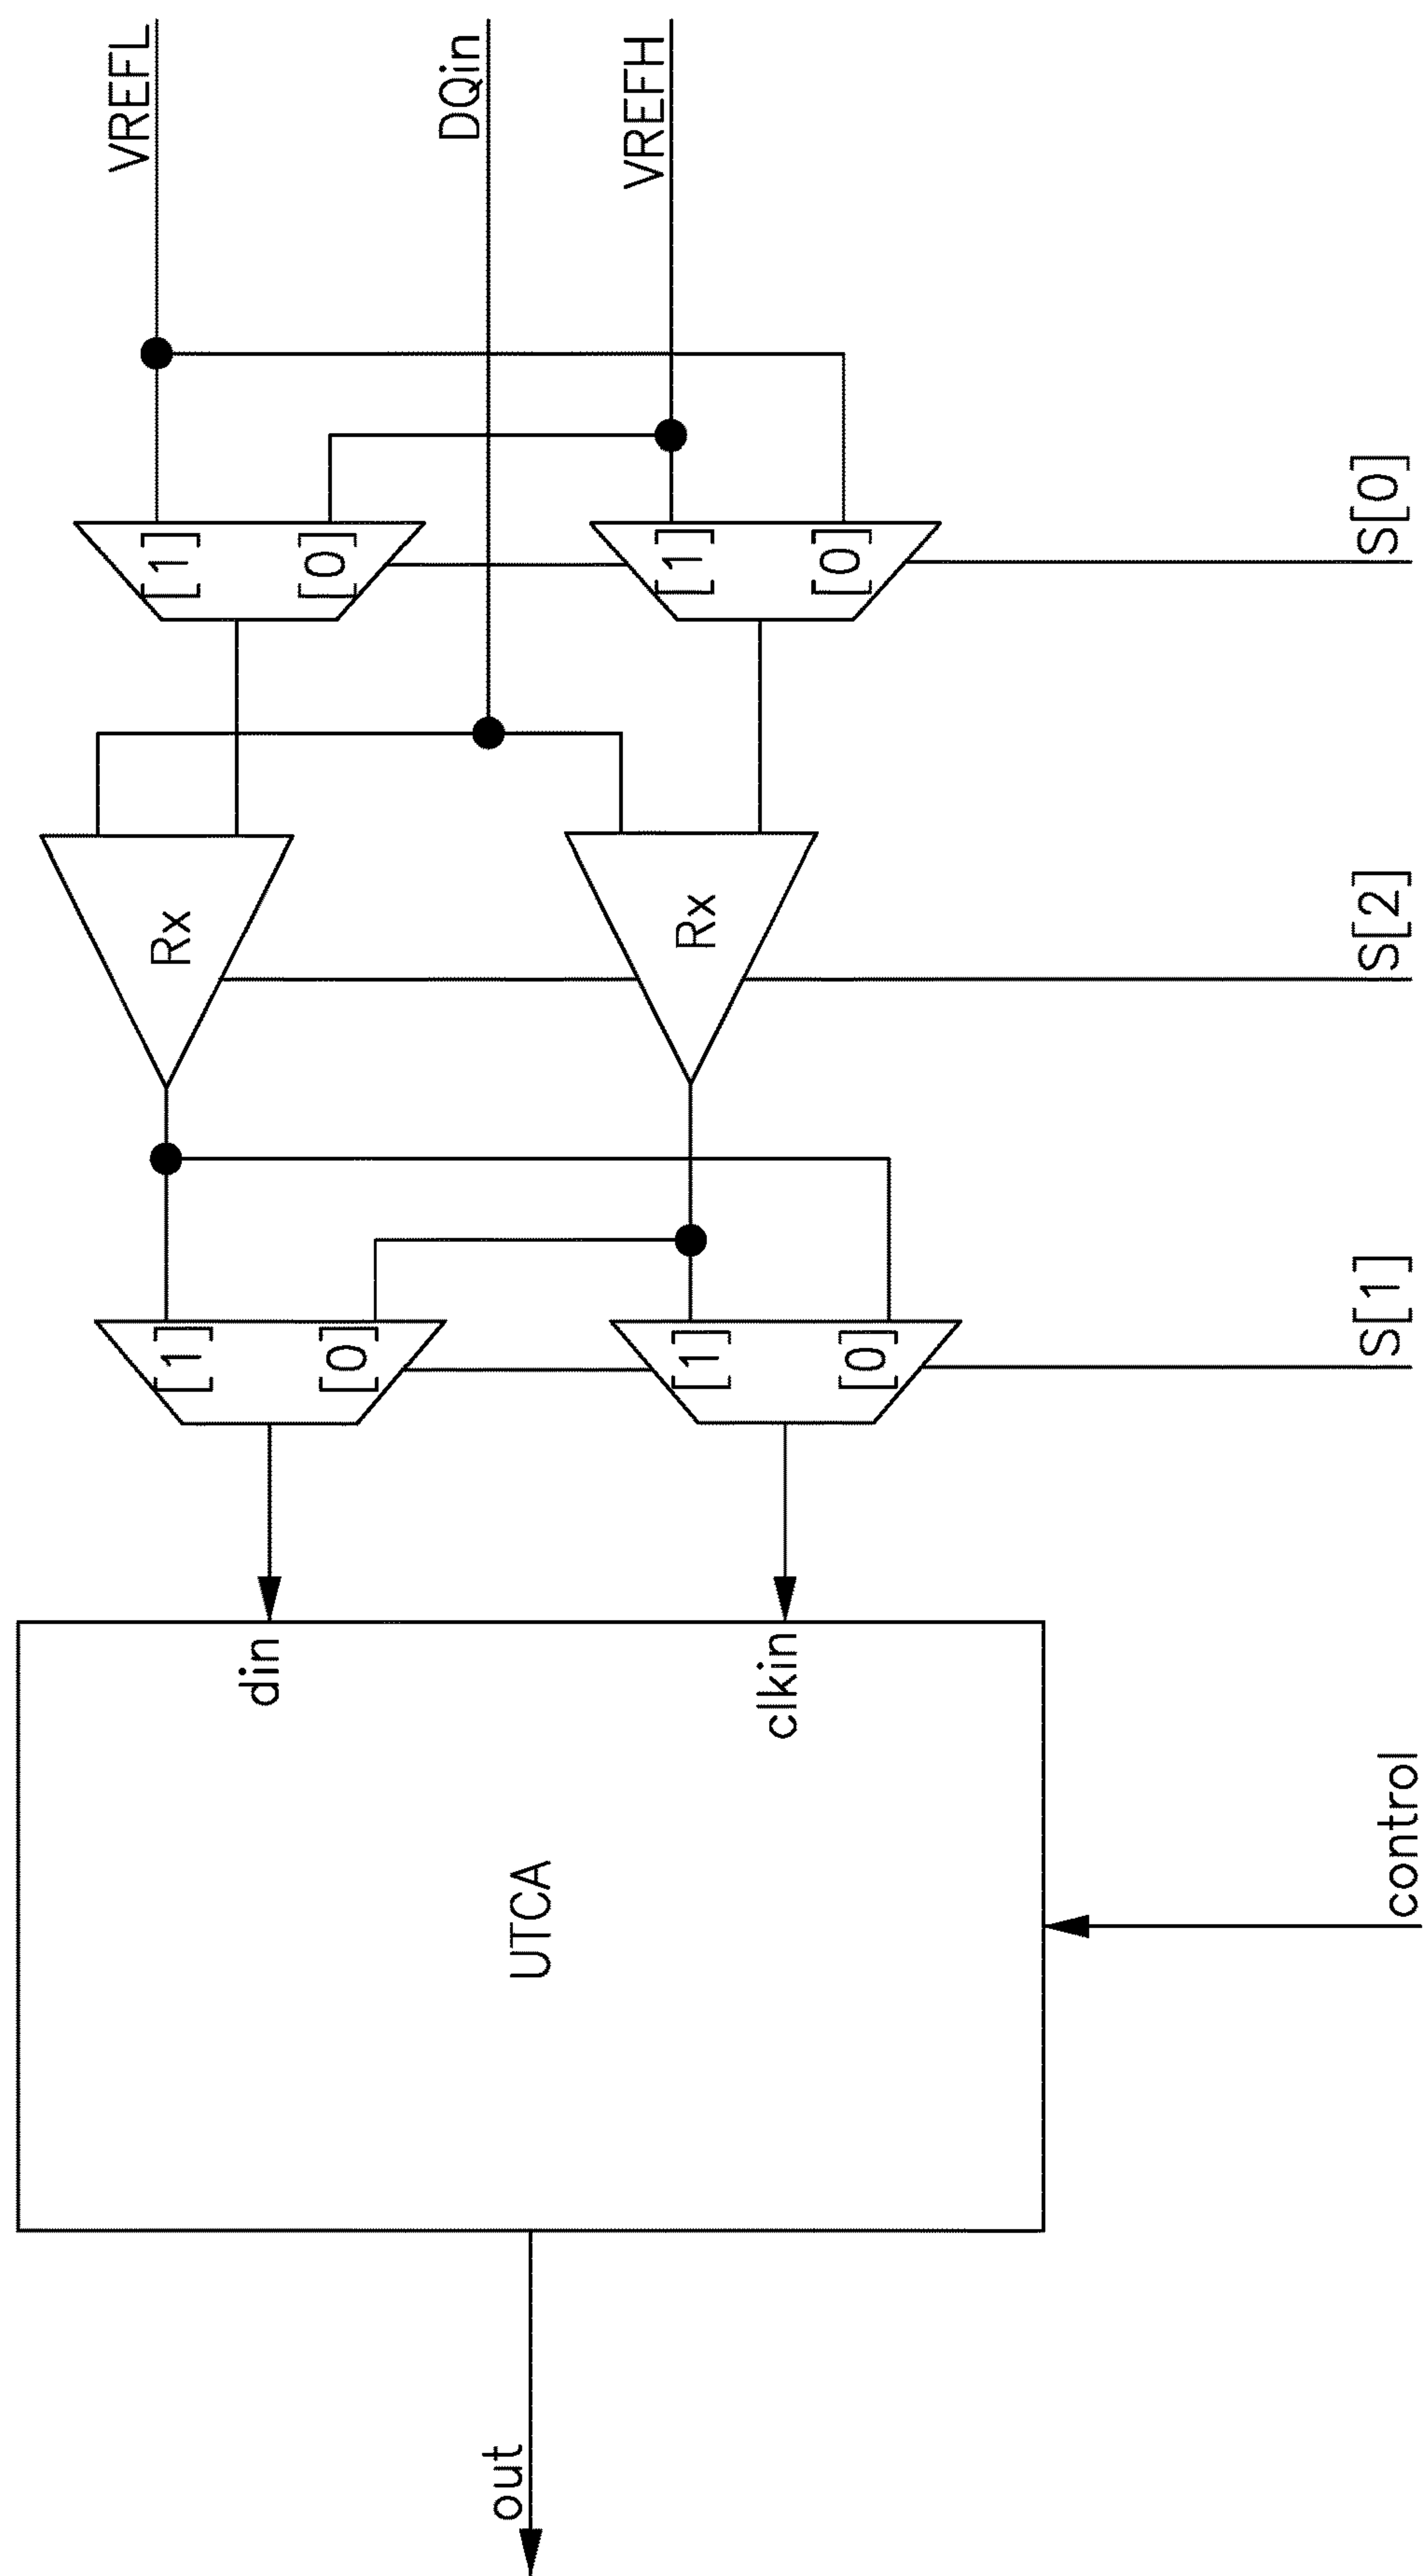 VREFL
DQin
VREFH
[1]
[0]
[1]
[0]
S[0]
Rx
Rx
S[2]
[1]
[0]
[1]
[0]
S[1]
din
clkin
UTCA
control
out